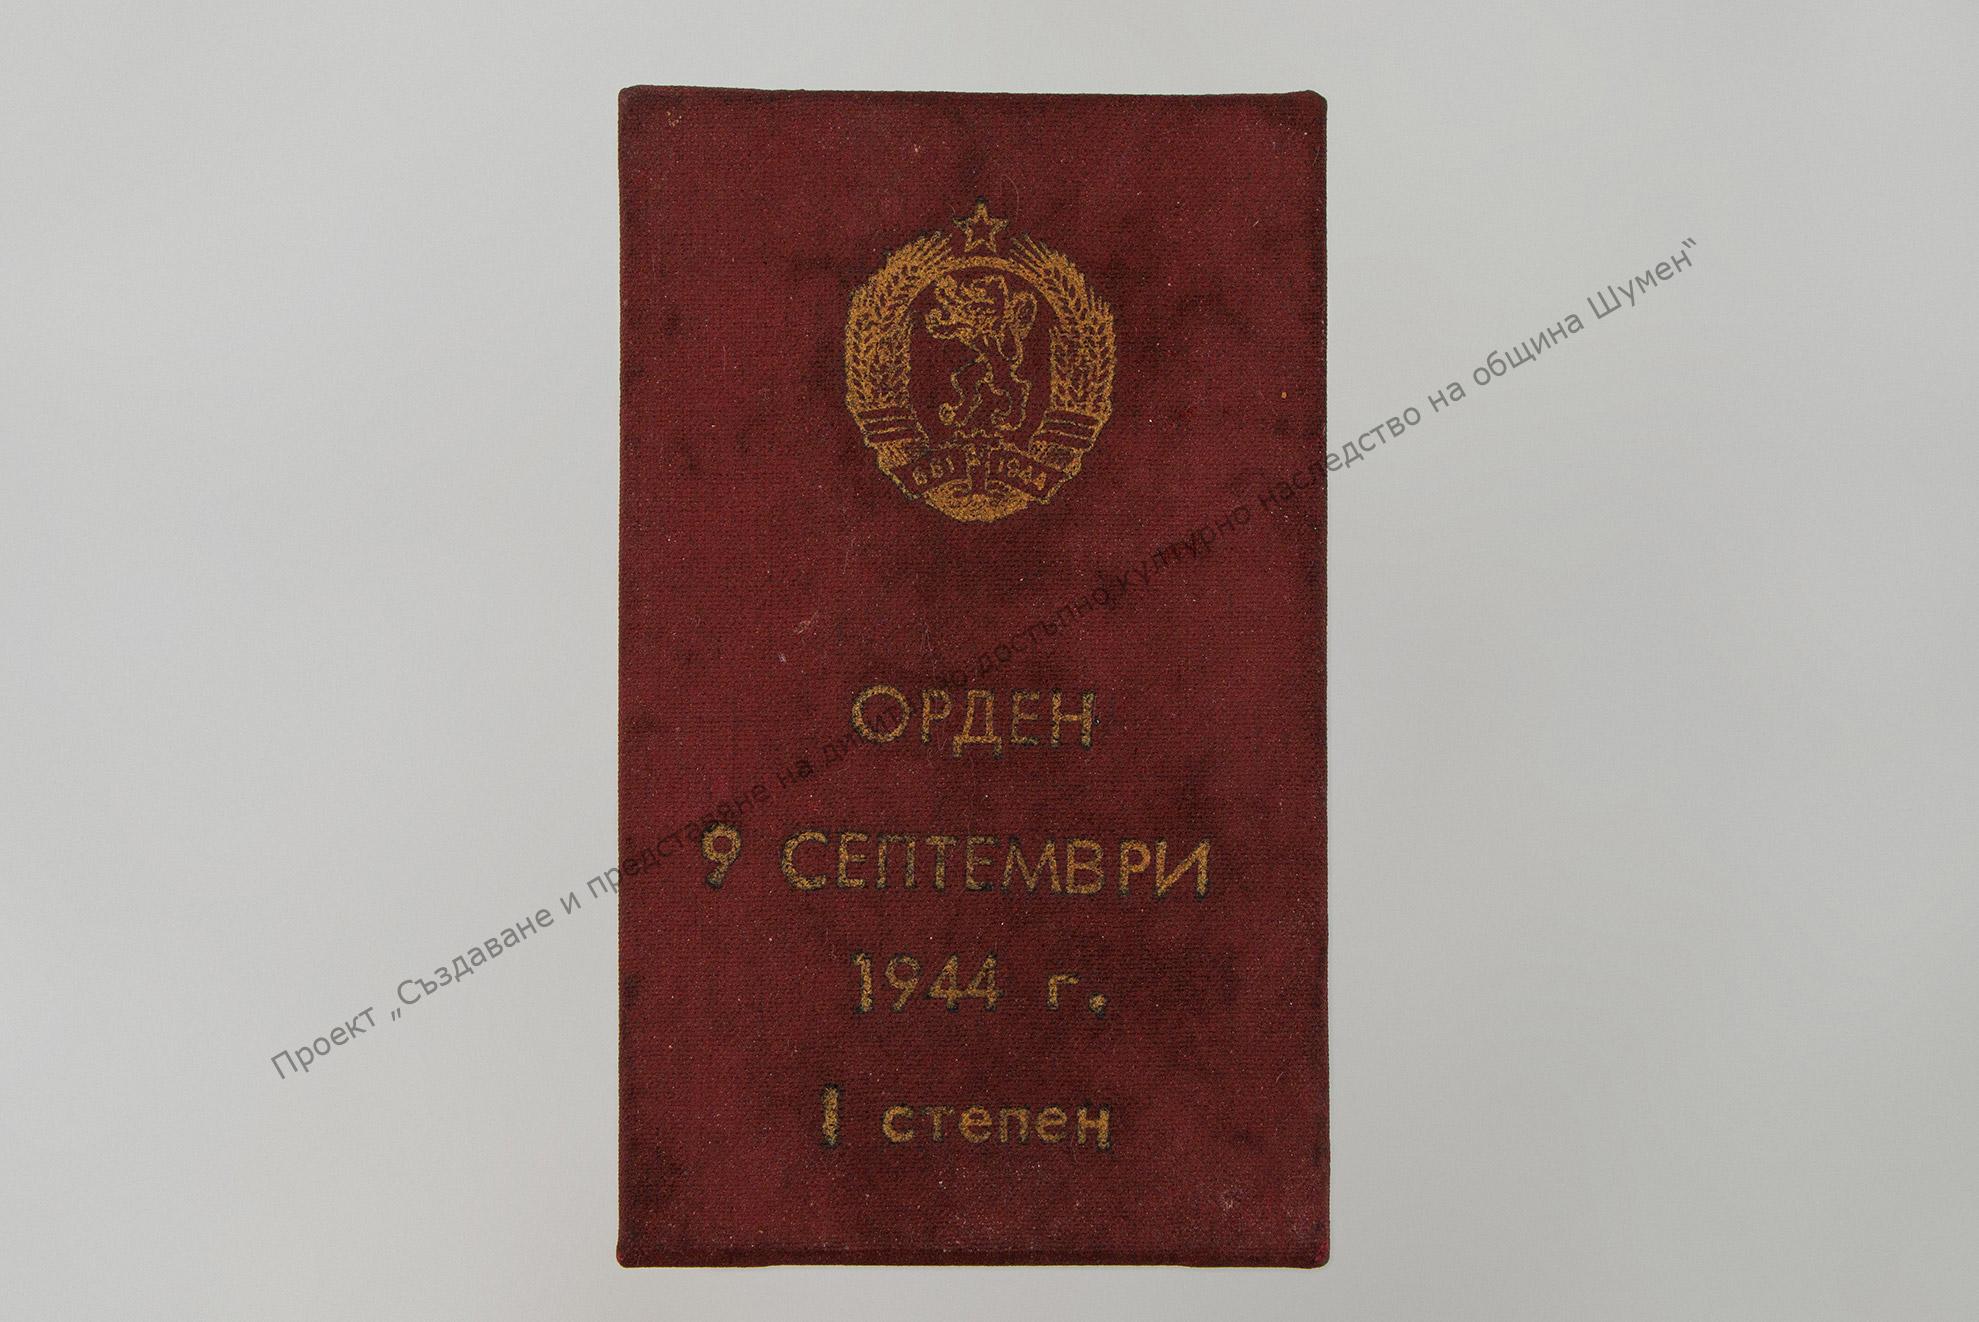 681 1944
ОРДЕН
9 СЕПТЕМВРИ
1944 г.
I степен
Проект „Създаване и представяне на дигитално достъпно културно наследство на община Шумен“